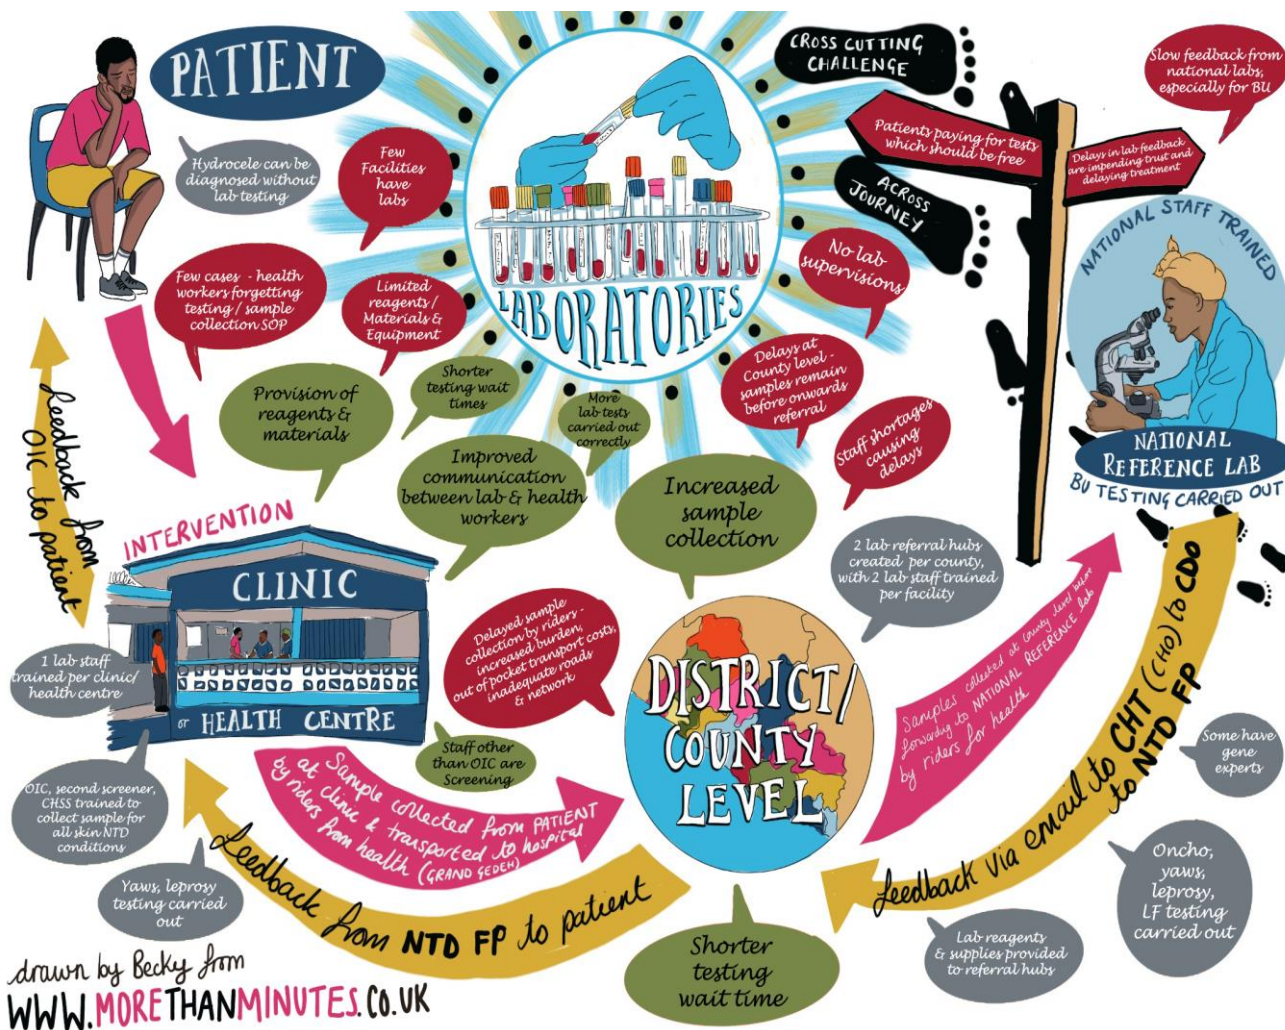 PATIENT
Hydrocele can be
diagnosed without
lab testing
Few
Facilities
have
labs
Few cases - health
workers forgetting
testing / sample
collection SOP
Limited
reagents /
Materials &
Equipment
LABORATORIES
CROSS CUTTING
CHALLENGE
ACROSS
JOURNEY
Patients paying for tests
which should be free
Delays in lab feedback
are impending trust and
delaying treatment
Slow feedback from
national labs,
especially for BU
No lab
supervisions
Delays at
County level -
samples remain
before onwards
referral
Staff shortages
causing
delays
NATIONAL STAFF TRAINED
NATIONAL
REFERENCE LAB
BU TESTING CARRIED OUT
Provision of
reagents &
materials
Shorter
testing wait
times
More
lab tests
carried out
correctly
Improved
communication
between lab & health
workers
Increased
sample
collection
2 lab referral hubs
created per county,
with 2 lab staff trained
per facility
Feedback from
OIC to patient
INTERVENTION
CLINIC
or HEALTH CENTRE
1 lab staff
trained per clinic/
health centre
OIC, second screener,
CHSS trained to
collect sample for
all skin NTD
conditions
Yaws, leprosy
testing carried
out
Delayed sample
collection by riders -
increased burden,
out of pocket transport costs,
inadequate roads
& network
Staff other
than OIC are
Screening
DISTRICT/
COUNTY
LEVEL
Sample collected from PATIENT
at clinic & transported to hospital
by riders from health (GRAND GEDEH)
Feedback from NTD FP to patient
Samples collected at County level before
forwardig to NATIONAL REFERENCE lab
by riders for health
Feedback via email to CHT (CHO) to CDO
to NTD FP
Some have
gene
experts
Oncho,
yaws,
leprosy,
LF testing
carried out
Lab reagents
& supplies provided
to referral hubs
Shorter
testing
wait time
drawn by Becky from
WWW.MORETHANMINUTES.CO.UK